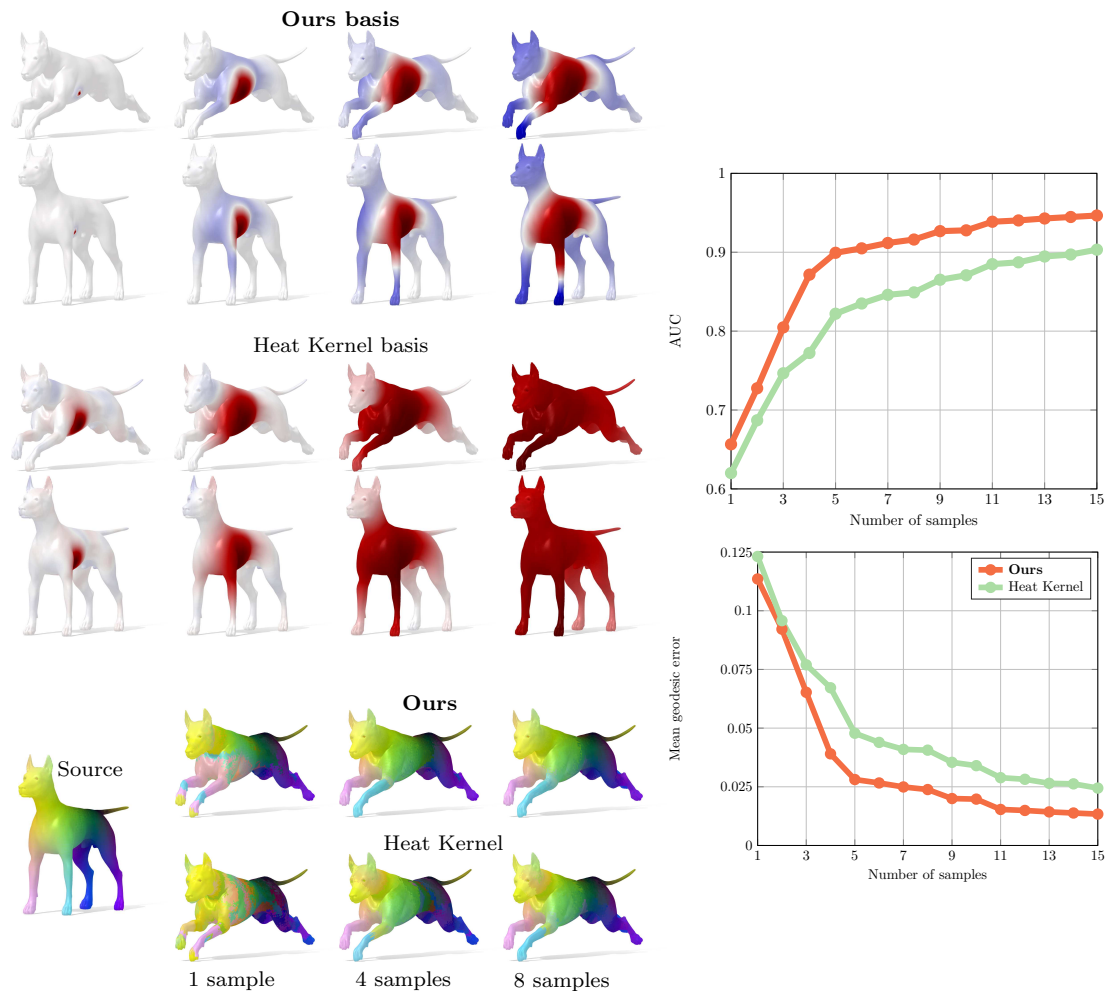 Ours basis
Heat Kernel basis
Ours
Source
Heat Kernel
1 sample
4 samples
8 samples
1
0.9
0.8
0.7
0.6
AUC
1
3
5
7
9
11
13
15
Number of samples
0.125
0.1
0.075
0.05
0.025
0
Mean geodesic error
Ours
Heat Kernel
1
3
5
7
9
11
13
15
Number of samples